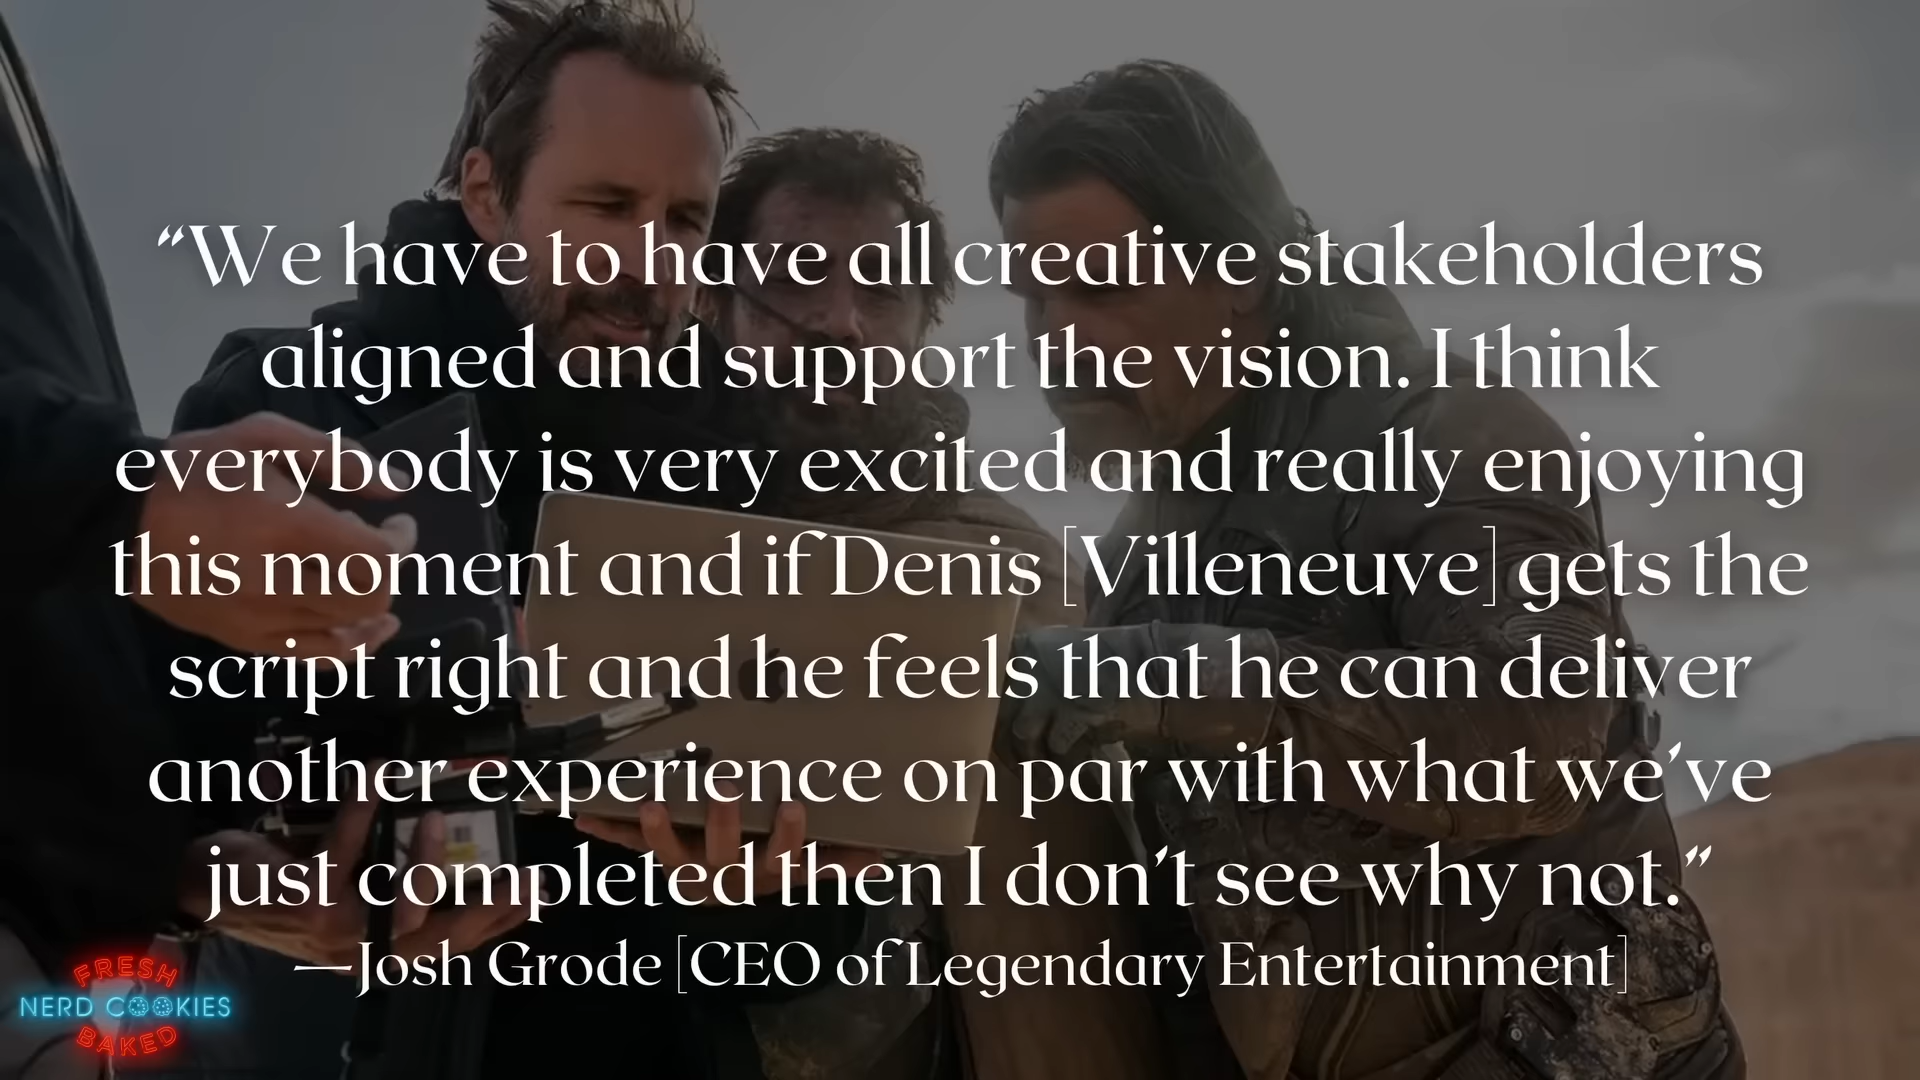 “We have to have all creative stakeholders
aligned and support the vision. I think
everybody is very excited and really enjoying
this moment and if Denis [Villeneuve] gets the
script right and he feels that he can deliver
another experience on par with what we’ve
just completed then I don’t see why not.”
—Josh Grode [CEO of Legendary Entertainment]
FRESH
NERD COOKIES
BAKED